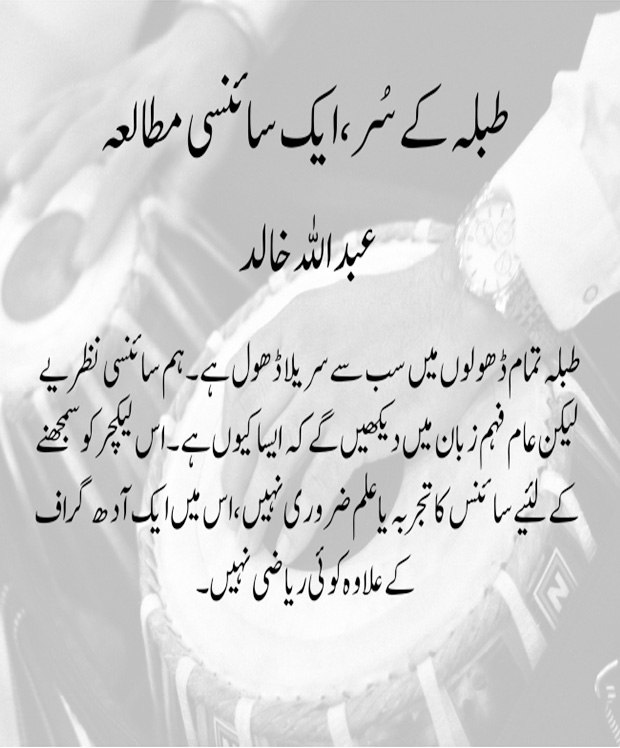 طبلہ کے سُر، ایک سائنسی مطالعہ
عبداللہ خالد
طبلہ تمام ڈھولوں میں سب سے سریلا ڈھول ہے۔ ہم سائنسی نظریے
لیکن عام فہم زبان میں دیکھیں گے کہ ایسا کیوں ہے۔ اس لیکچر کو سمجھنے
کے لئیے سائنس کا تجربہ یا علم ضروری نہیں، اس میں ایک آدھ گراف
کے علاوہ کوئی ریاضی نہیں۔
N